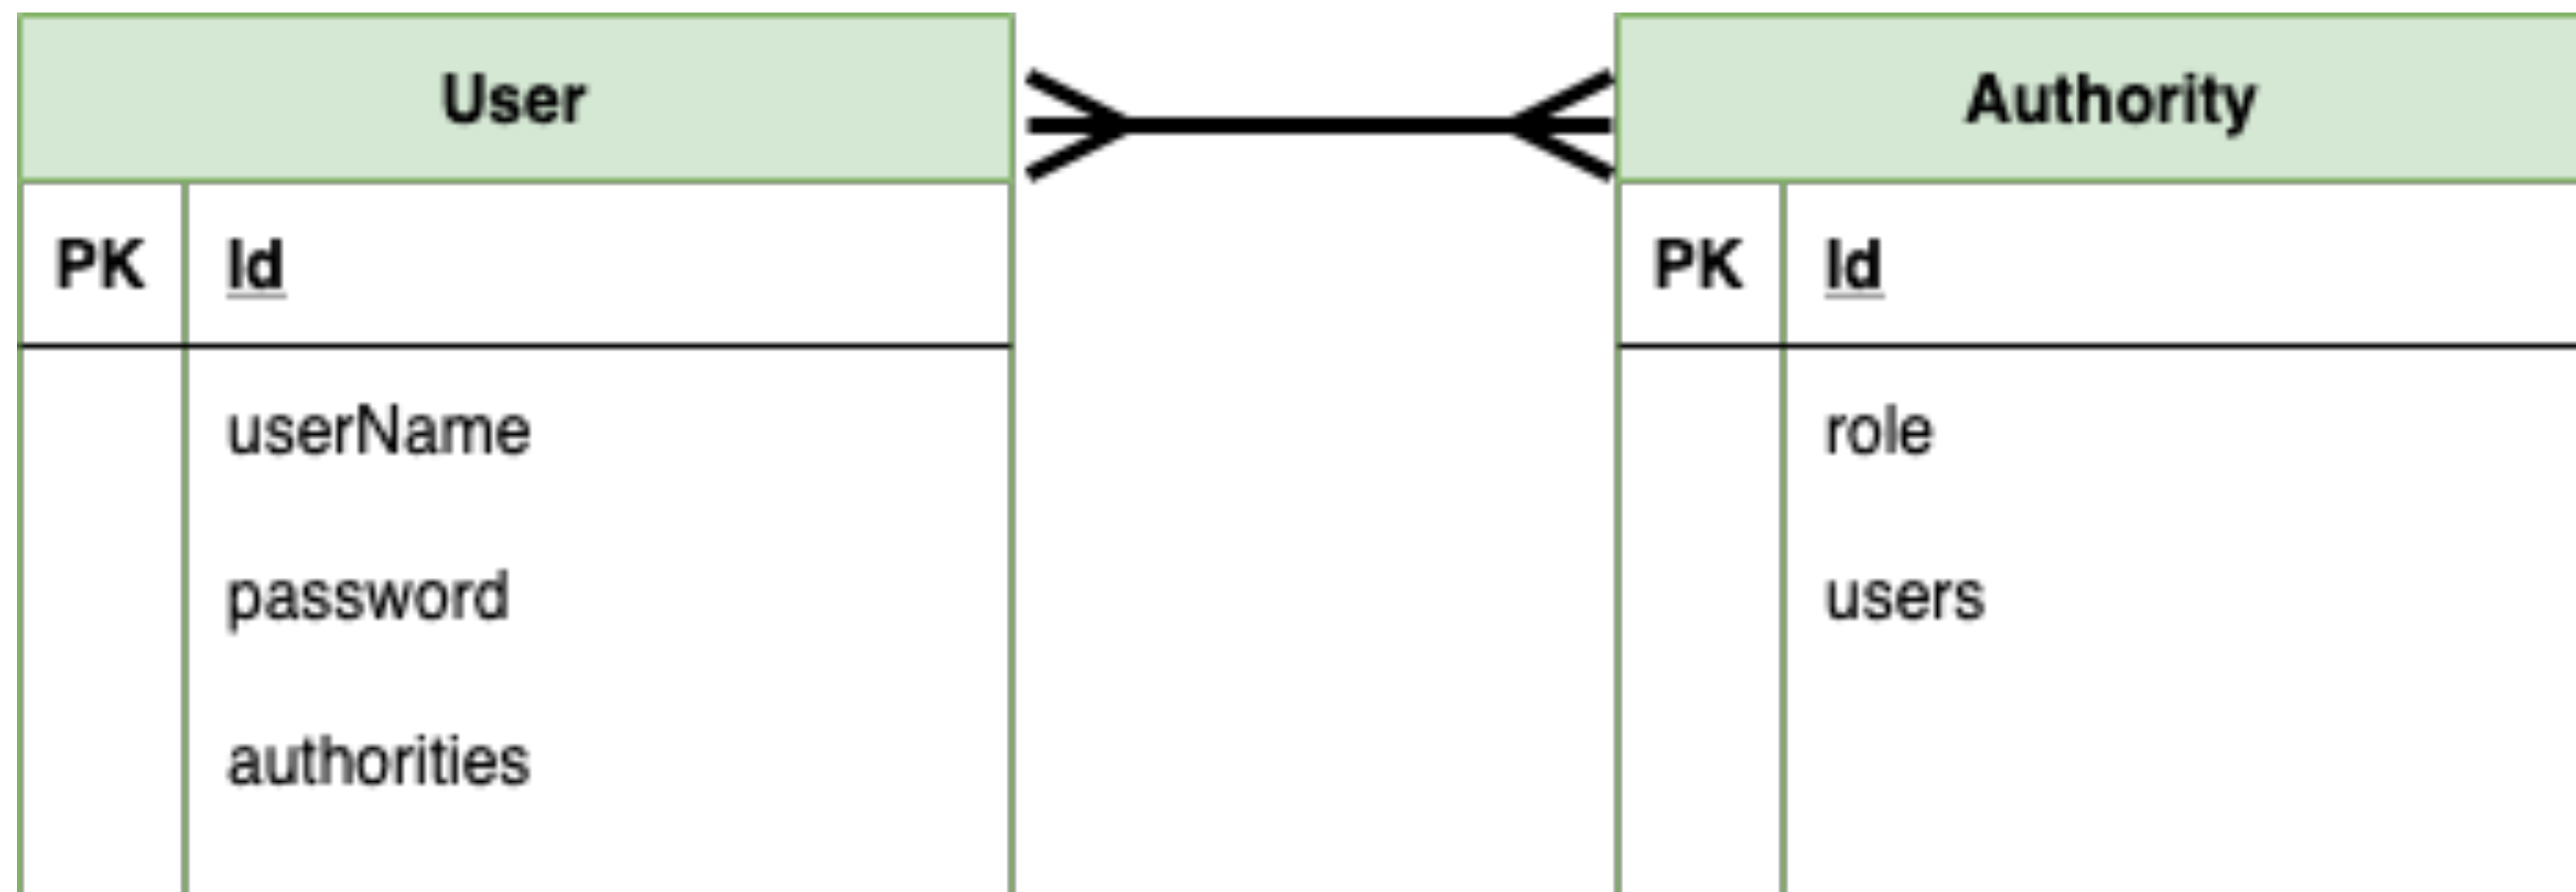 User
PK Id
userName
password
authorities
Authority
PK Id
role
users